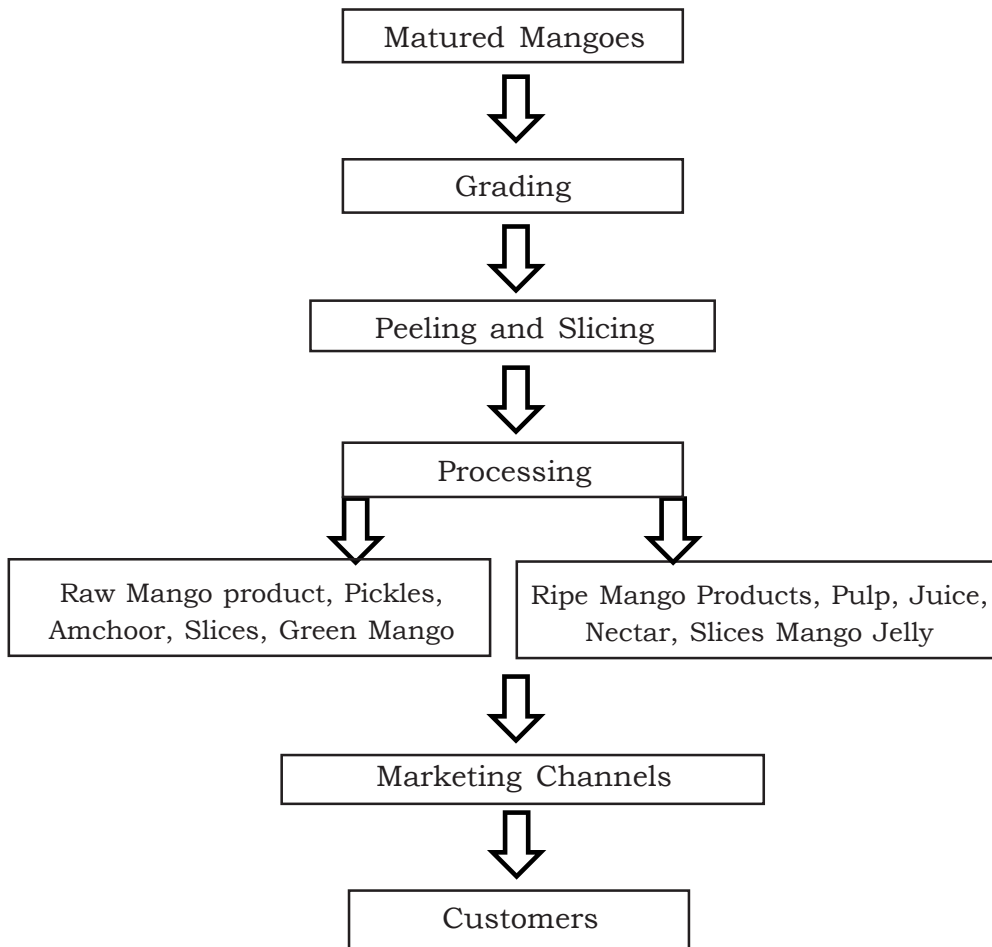 Matured Mangoes
Grading
Peeling and Slicing
Processing
Raw Mango product, Pickles,
Amchoor, Slices, Green Mango
Ripe Mango Products, Pulp, Juice,
Nectar, Slices Mango Jelly
Marketing Channels
Customers